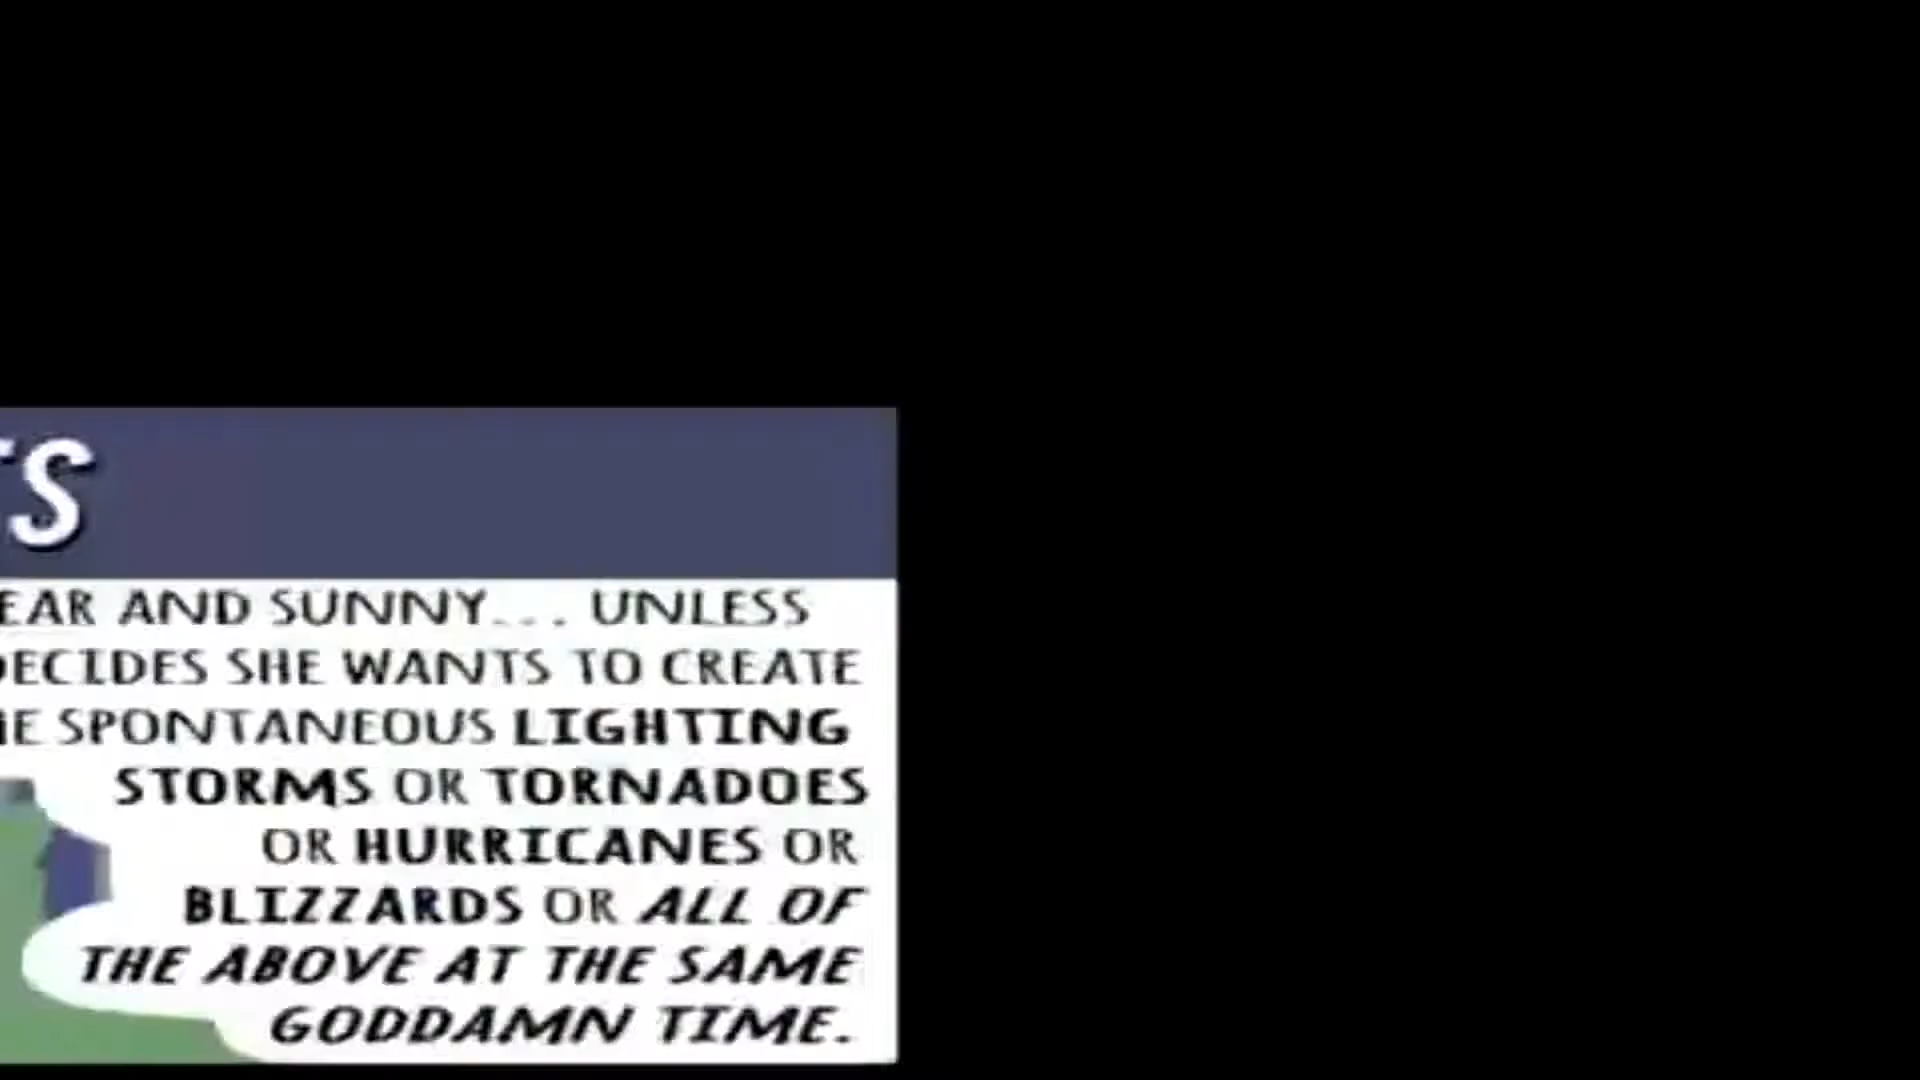 TS
EAR AND SUNNY... UNLESS
DECIDES SHE WANTS TO CREATE
E SPONTANEOUS LIGHTING
STORMS OR TORNADOES
OR HURRICANES OR
BLIZZARDS OR ALL OF
THE ABOVE AT THE SAME
GODDAMN TIME.